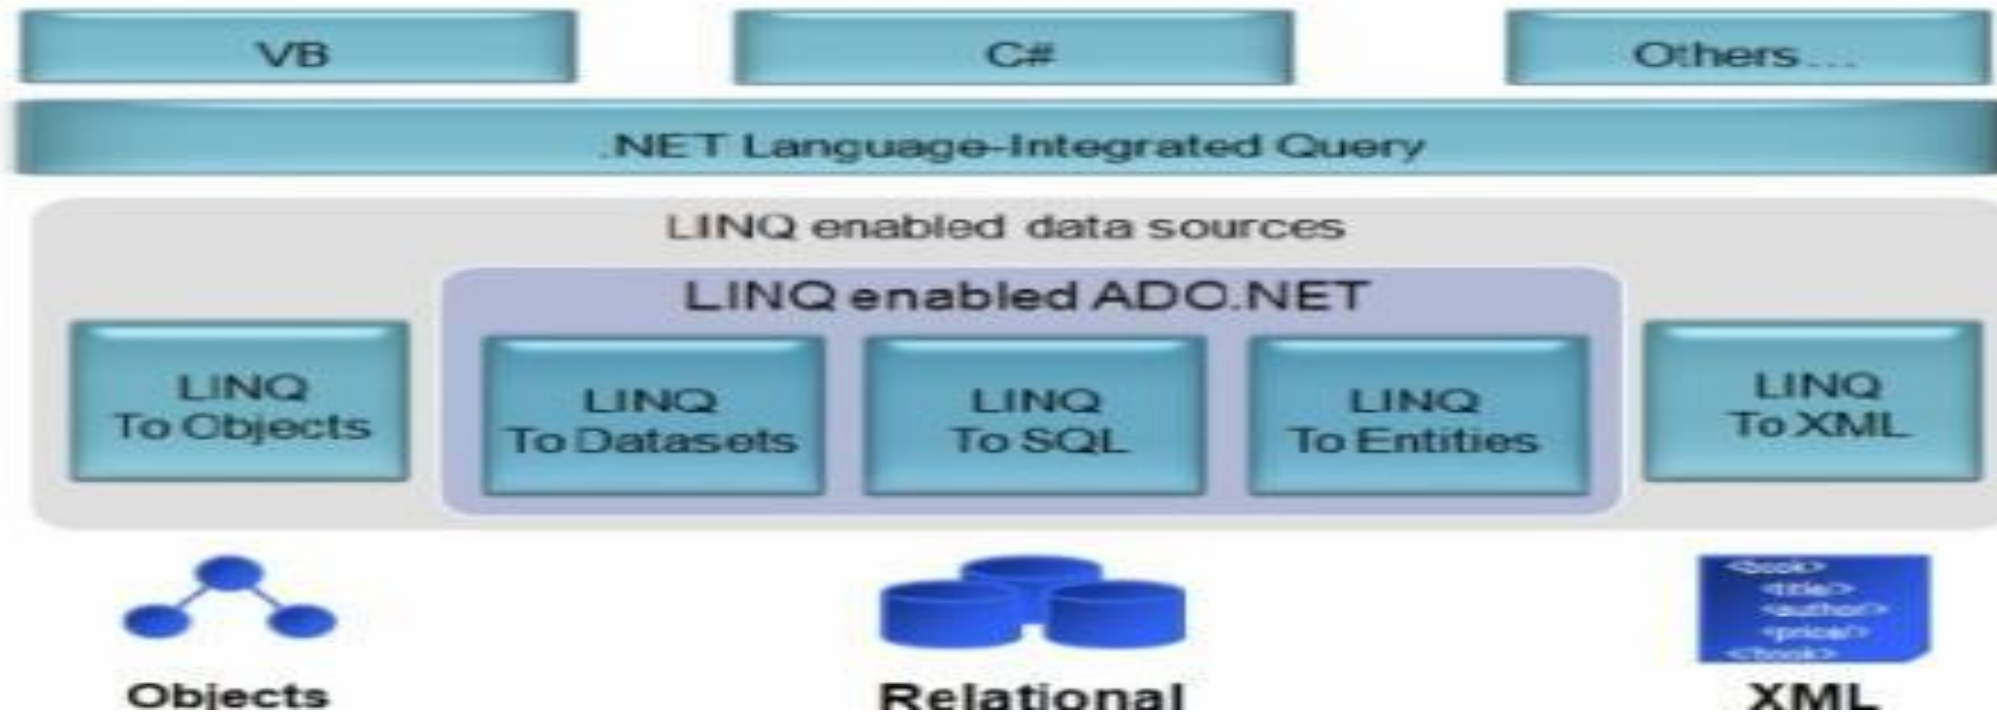 VB
C#
Others...
.NET Language-Integrated Query
LINQ enabled data sources
LINQ enabled ADO.NET
LINQ
To Objects
LINQ
To Datasets
LINQ
To SQL
LINQ
To Entities
LINQ
To XML
<book>
<title/>
<author/>
<price/>
</book>
Objects
Relational
XML